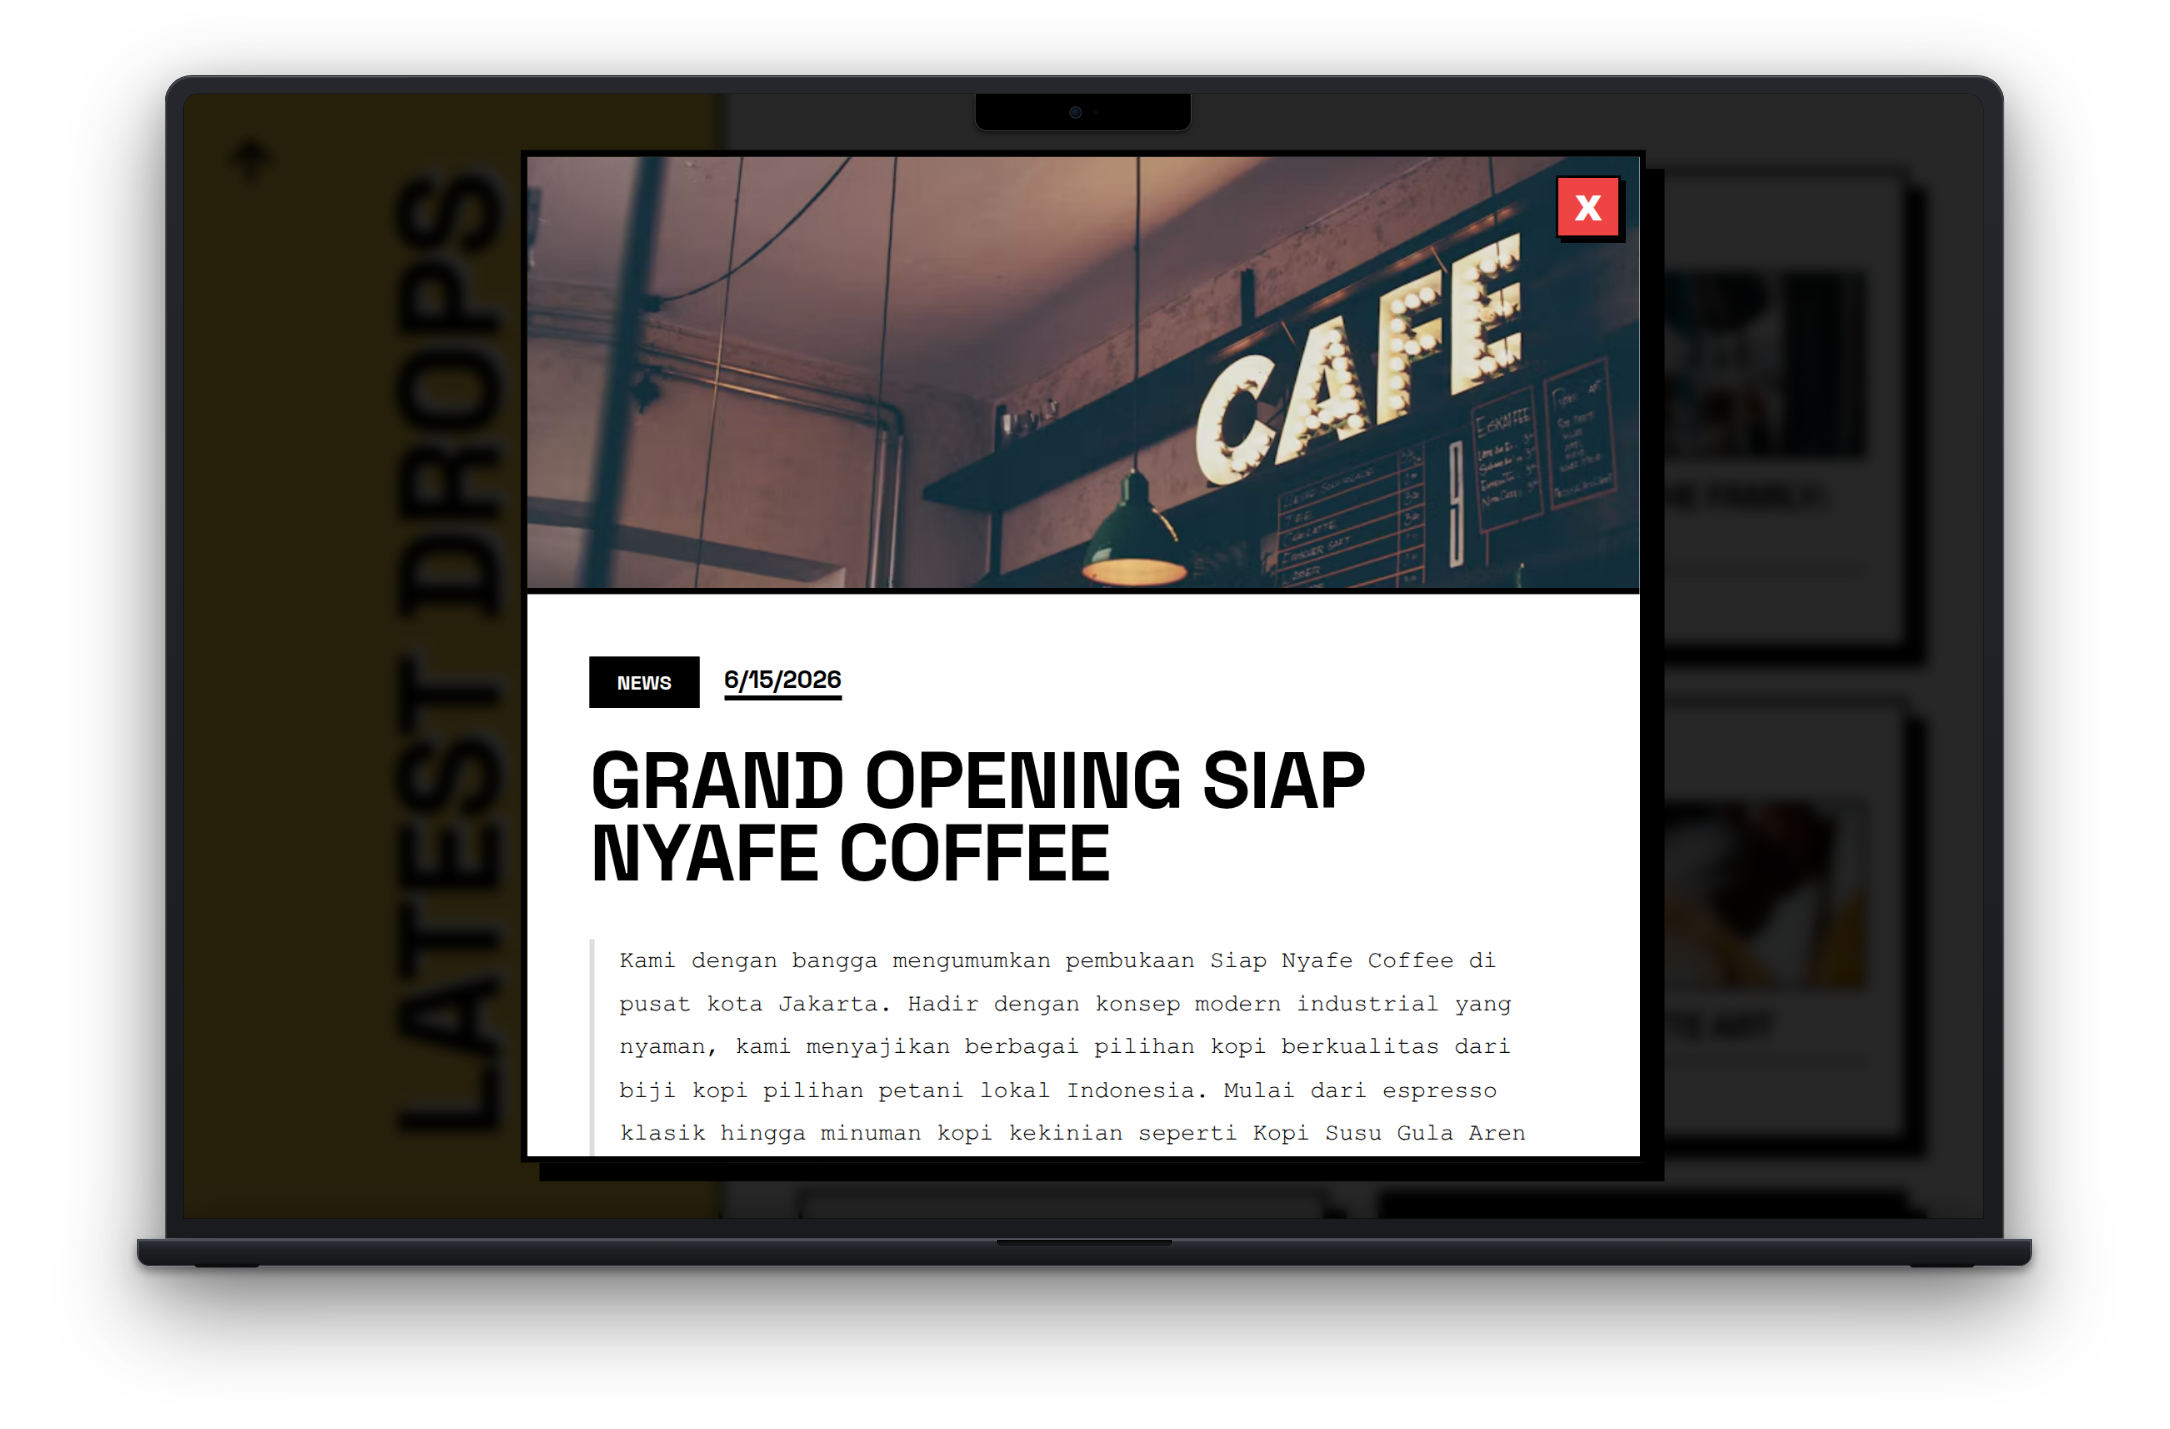 LATEST DROPS
X
CAFE
EISKAFFEE
NEWS
6/15/2026
GRAND OPENING SIAP
NYAFE COFFEE
Kami dengan bangga mengumumkan pembukaan Siap Nyafe Coffee di
pusat kota Jakarta. Hadir dengan konsep modern industrial yang
nyaman, kami menyajikan berbagai pilihan kopi berkualitas dari
biji kopi pilihan petani lokal Indonesia. Mulai dari espresso
klasik hingga minuman kopi kekinian seperti Kopi Susu Gula Aren